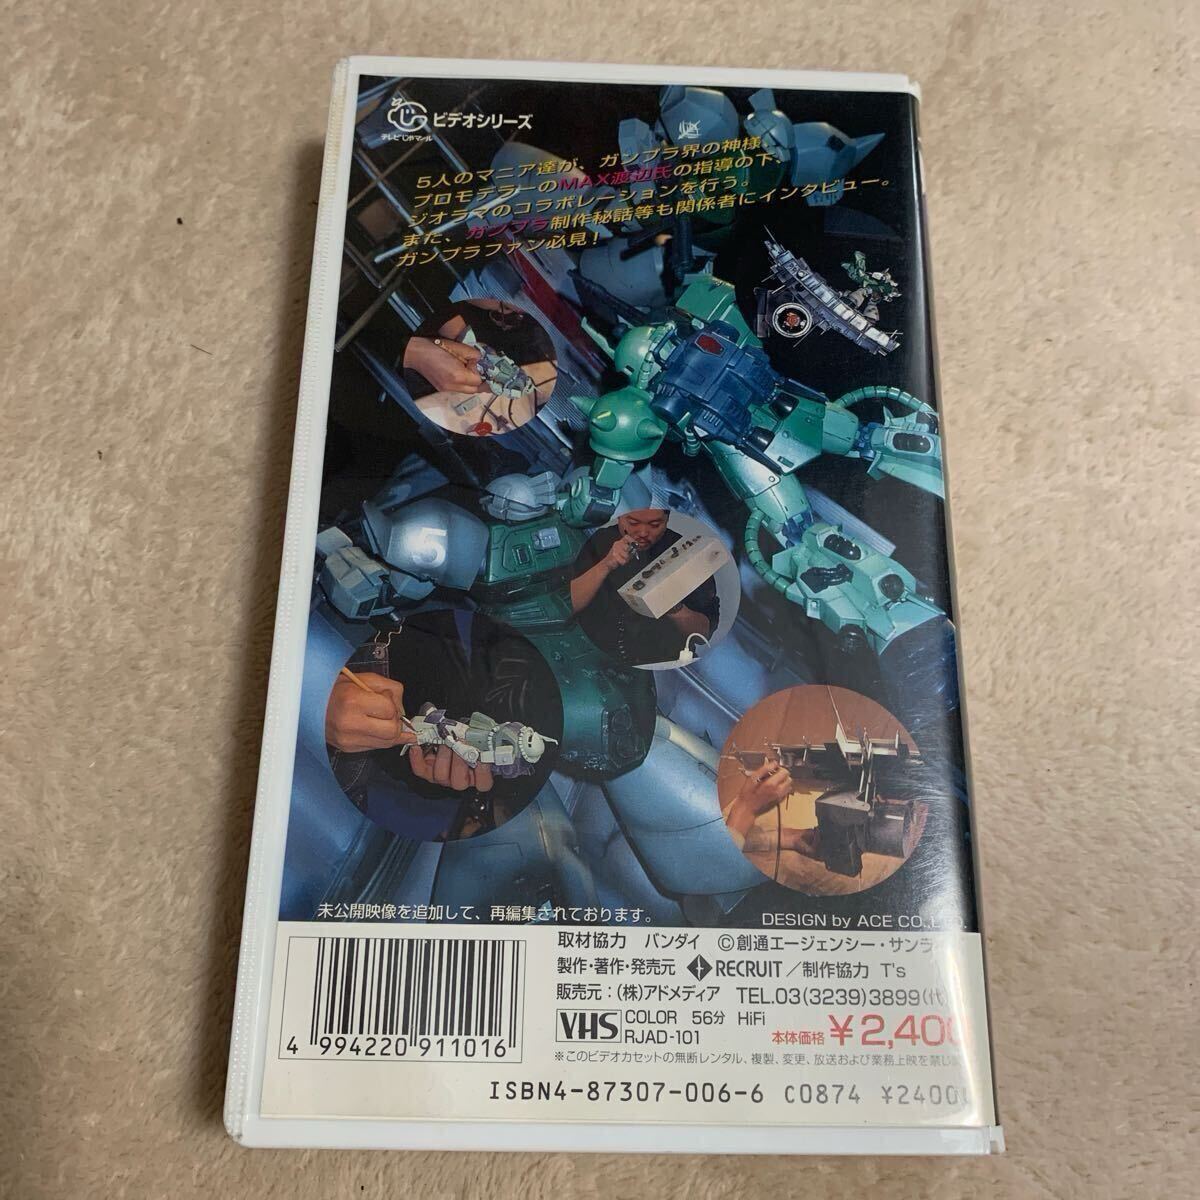 ビデオシリーズ
テレビじゃマール
5人のマニア達が、ガンプラ界の神様、
プロモデラーのMAX渡辺氏の指導の下、
ジオラマのコラボレーションを行う。
また、ガンプラ制作秘話等も関係者にインタビュー。
ガンプラファン必見!
5
未公開映像を追加して、再編集されております。
DESIGN by ACE CO., LTD.
取材協力 バンダイ ©創通エージェンシー・サンラ
製作・著作・発売元 RECRUIT/制作協力 T's
販売元:(株)アドメディア TEL.03(3239)3899(代)
VHS COLOR 56分 HiFi
RJAD-101 本体価格 ¥2,400
※このビデオカセットの無断レンタル、複製、変更、放送および業務上映を禁じ
4 994220 911016
ISBN4-87307-006-6 C0874 ¥2400